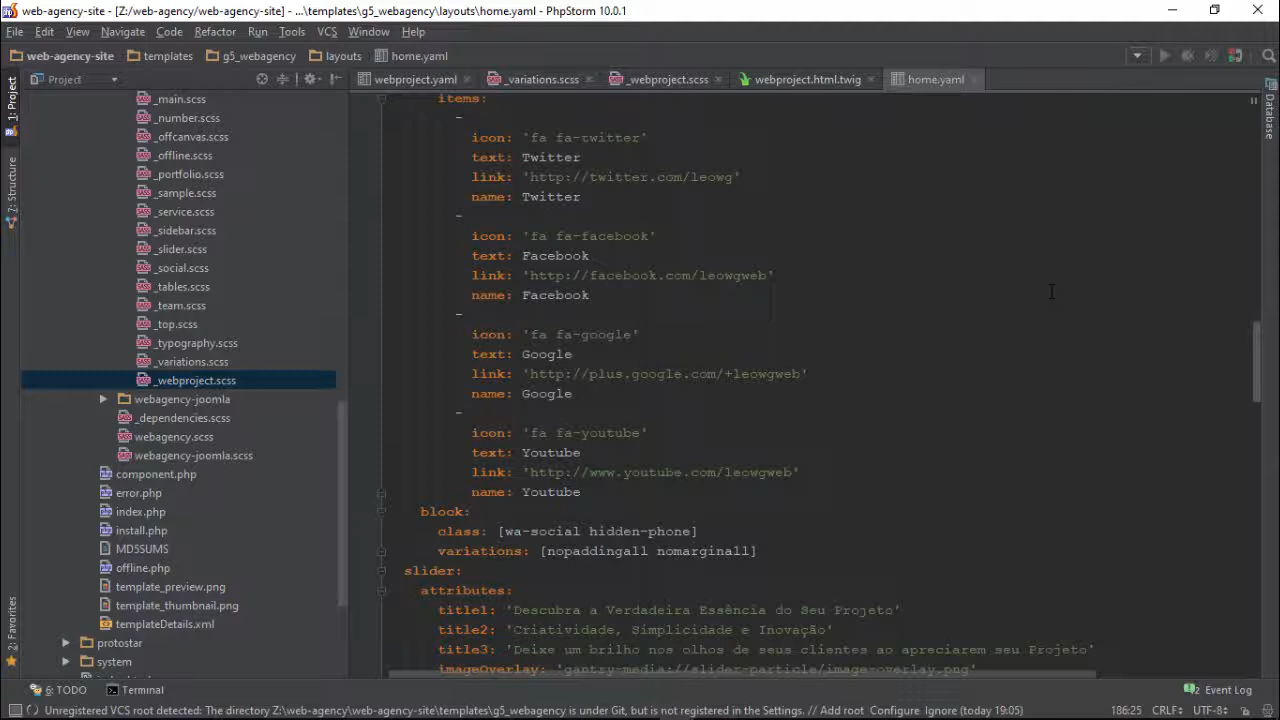 web-agency-site - [Z:/web-agency/web-agency-site] - ...\templates\g5_webagency\layouts\home.yaml - PhpStorm 10.0.1
File Edit View Navigate Code Refactor Run Tools VCS Window Help
web-agency-site templates g5_webagency layouts home.yaml
Project webproject.yaml _variations.scss _webproject.scss webproject.html.twig home.yaml
1: Project
7: Structure
2: Favorites
Database
_main.scss
_number.scss
_offcanvas.scss
_offline.scss
_portfolio.scss
_sample.scss
_service.scss
_sidebar.scss
_slider.scss
_social.scss
_tables.scss
_team.scss
_top.scss
_typography.scss
_variations.scss
_webproject.scss
webagency-joomla
_dependencies.scss
webagency.scss
webagency-joomla.scss
component.php
error.php
index.php
install.php
MD5SUMS
offline.php
template_preview.png
template_thumbnail.png
templateDetails.xml
protostar
system
items:
-
icon: 'fa fa-twitter'
text: Twitter
link: 'http://twitter.com/leowg'
name: Twitter
-
icon: 'fa fa-facebook'
text: Facebook
link: 'http://facebook.com/leowgweb'
name: Facebook
-
icon: 'fa fa-google'
text: Google
link: 'http://plus.google.com/+leowgweb'
name: Google
-
icon: 'fa fa-youtube'
text: Youtube
link: 'http://www.youtube.com/leowgweb'
name: Youtube
block:
class: [wa-social hidden-phone]
variations: [nopaddingall nomarginall]
slider:
attributes:
title1: 'Descubra a Verdadeira Essência do Seu Projeto'
title2: 'Criatividade, Simplicidade e Inovação'
title3: 'Deixe um brilho nos olhos de seus clientes ao apreciarem seu Projeto'
imageOverlay: 'gantry-media://slider-particle/image-overlay.png'
6: TODO Terminal 2 Event Log
Unregistered VCS root detected: The directory Z:/web-agency/web-agency-site/templates/g5_webagency is under Git, but is not registered in the Settings. // Add root Configure Ignore (today 19:05) 186:25 CRLF÷ UTF-8÷